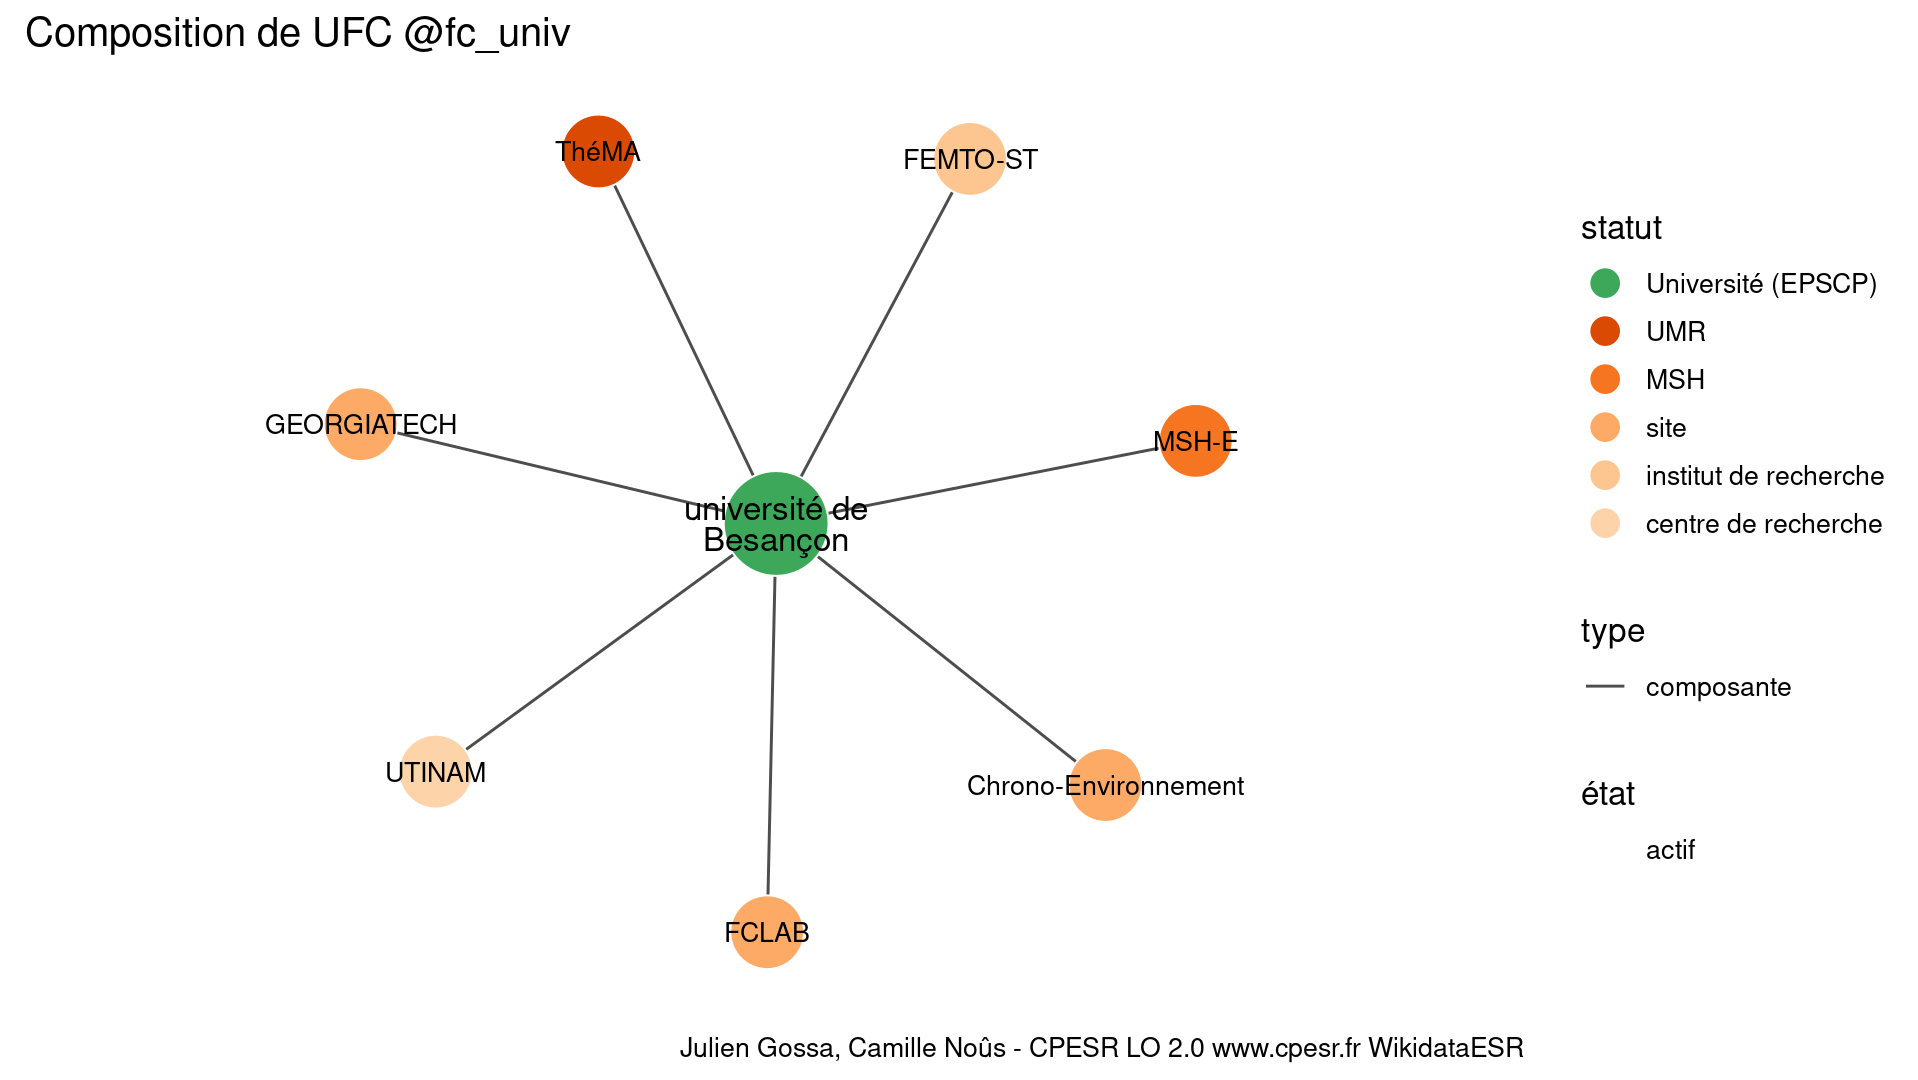 Composition de UFC @fc_univ
ThéMA
FEMTO-ST
GEORGIATECH
MSH-E
université de
Besançon
UTINAM
Chrono-Environnement
FCLAB
statut
Université (EPSCP)
UMR
MSH
site
institut de recherche
centre de recherche
type
composante
état
actif
Julien Gossa, Camille Noûs - CPESR LO 2.0 www.cpesr.fr WikidataESR